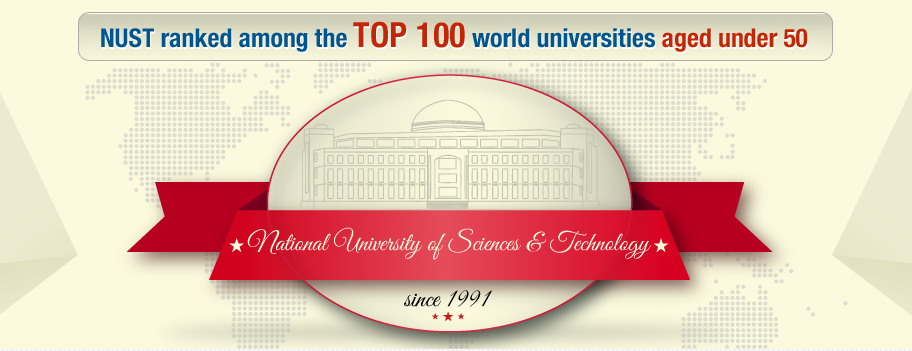 NUST ranked among the TOP 100 world universities aged under 50
National University of Sciences & Technology
since 1991